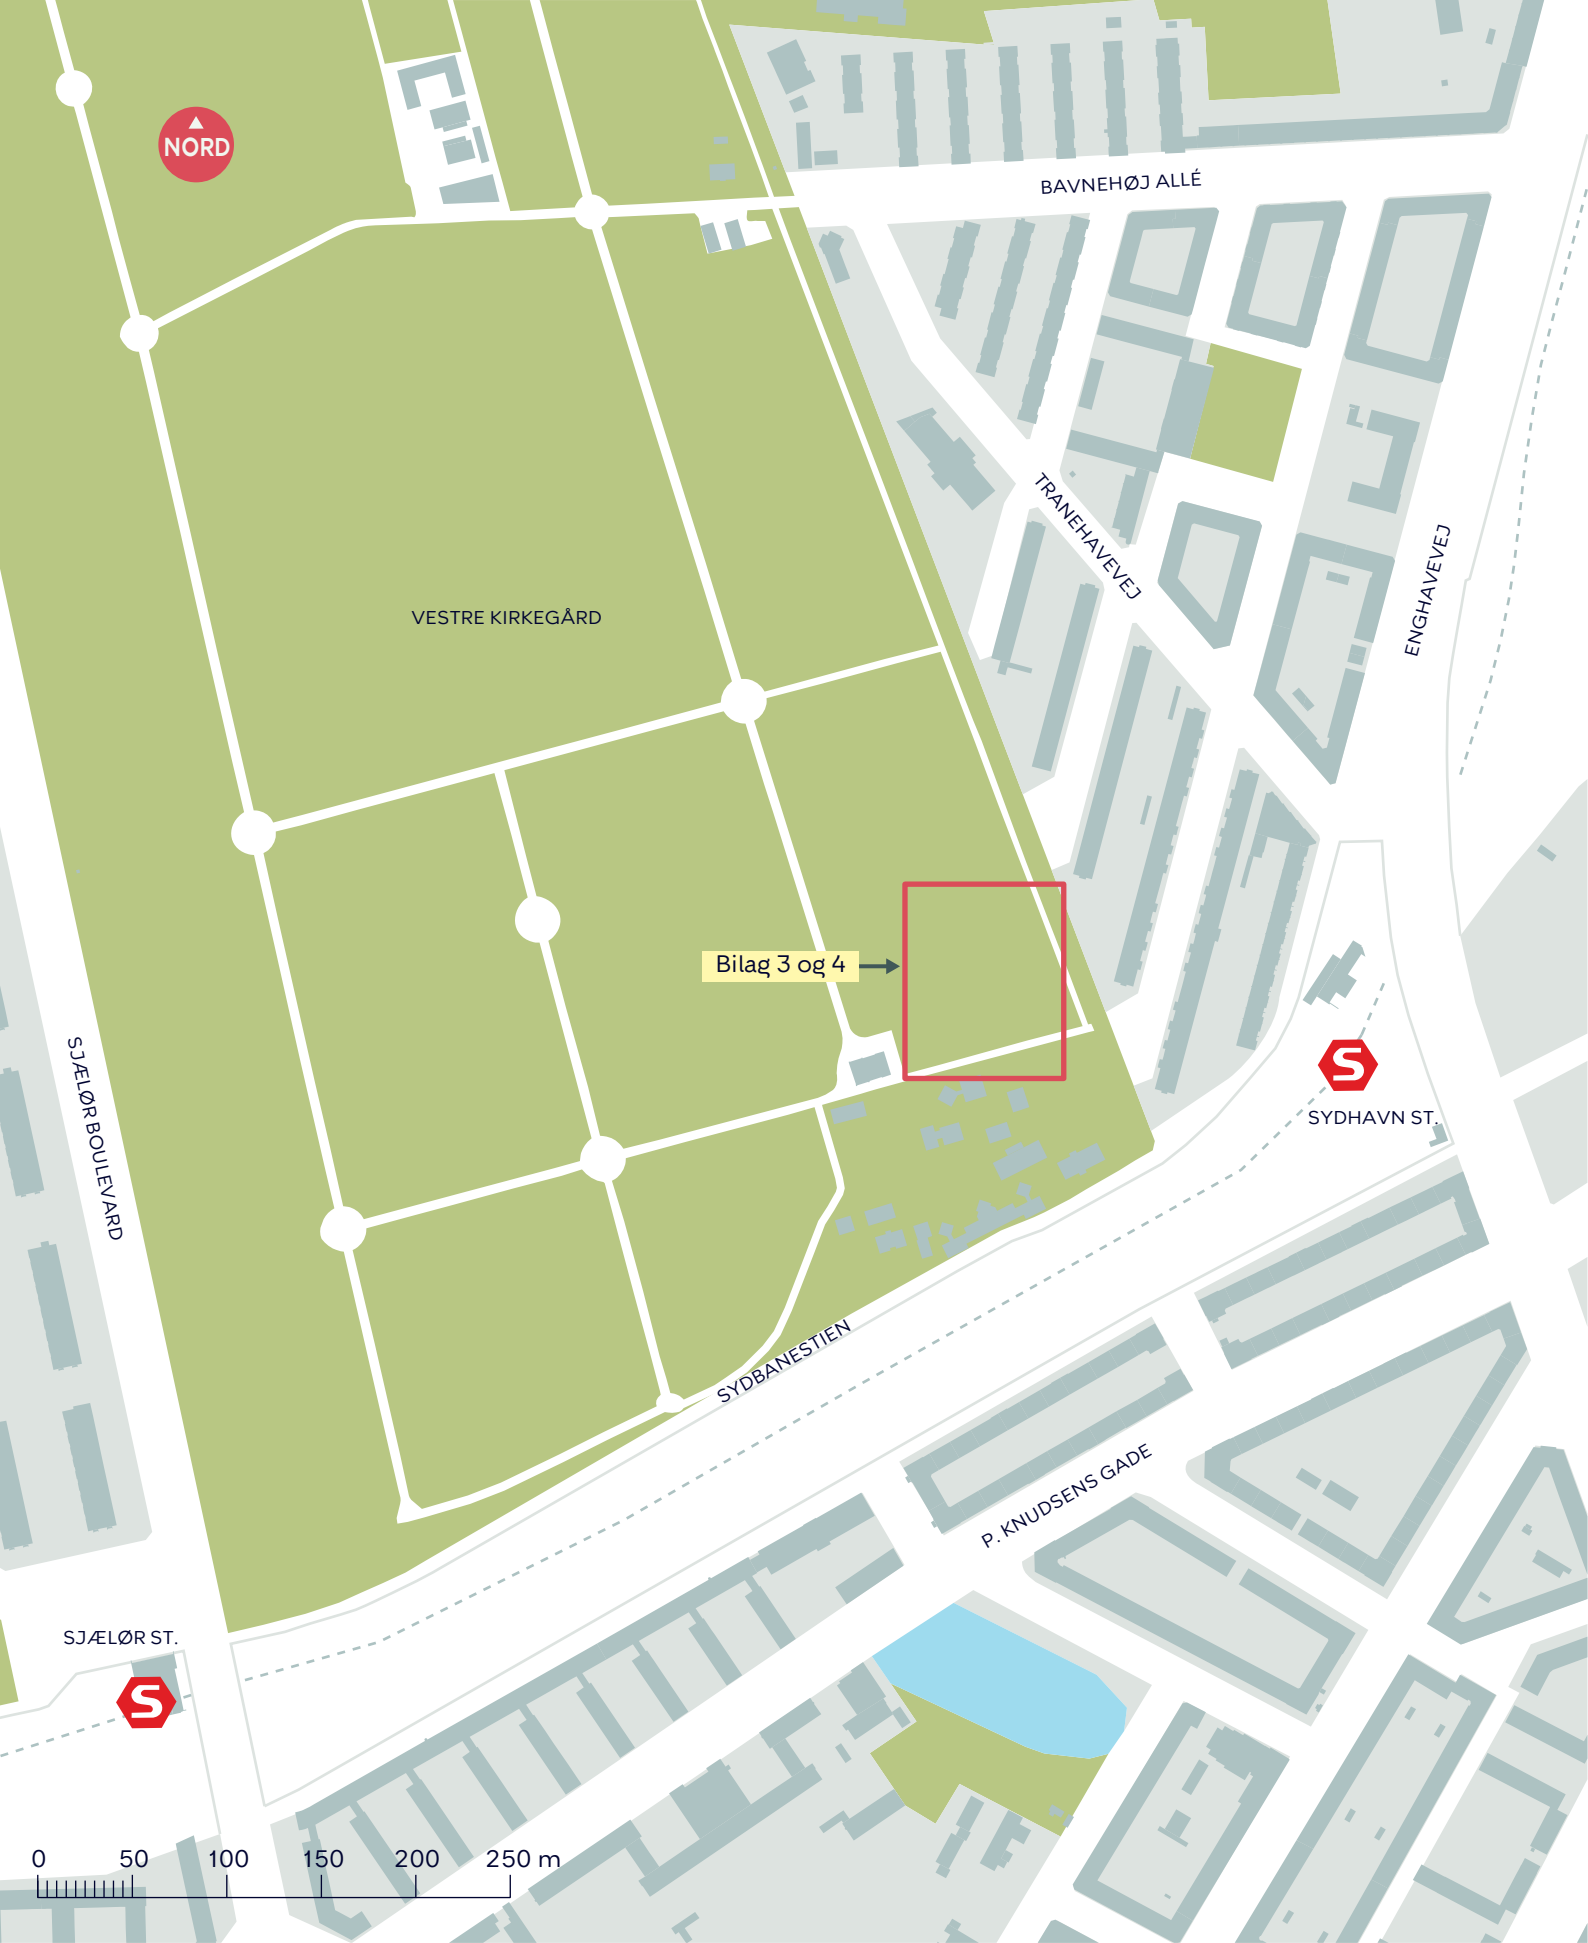 NORD
BAVNEHØJ ALLÉ
TRANEHAVEVEJ
ENGHAVEVEJ
VESTRE KIRKEGÅRD
Bilag 3 og 4
SJÆLØR BOULEVARD
S
SYDHAVN ST.
SYDBANESTIEN
P. KNUDSENS GADE
SJÆLØR ST.
S
0 50 100 150 200 250 m